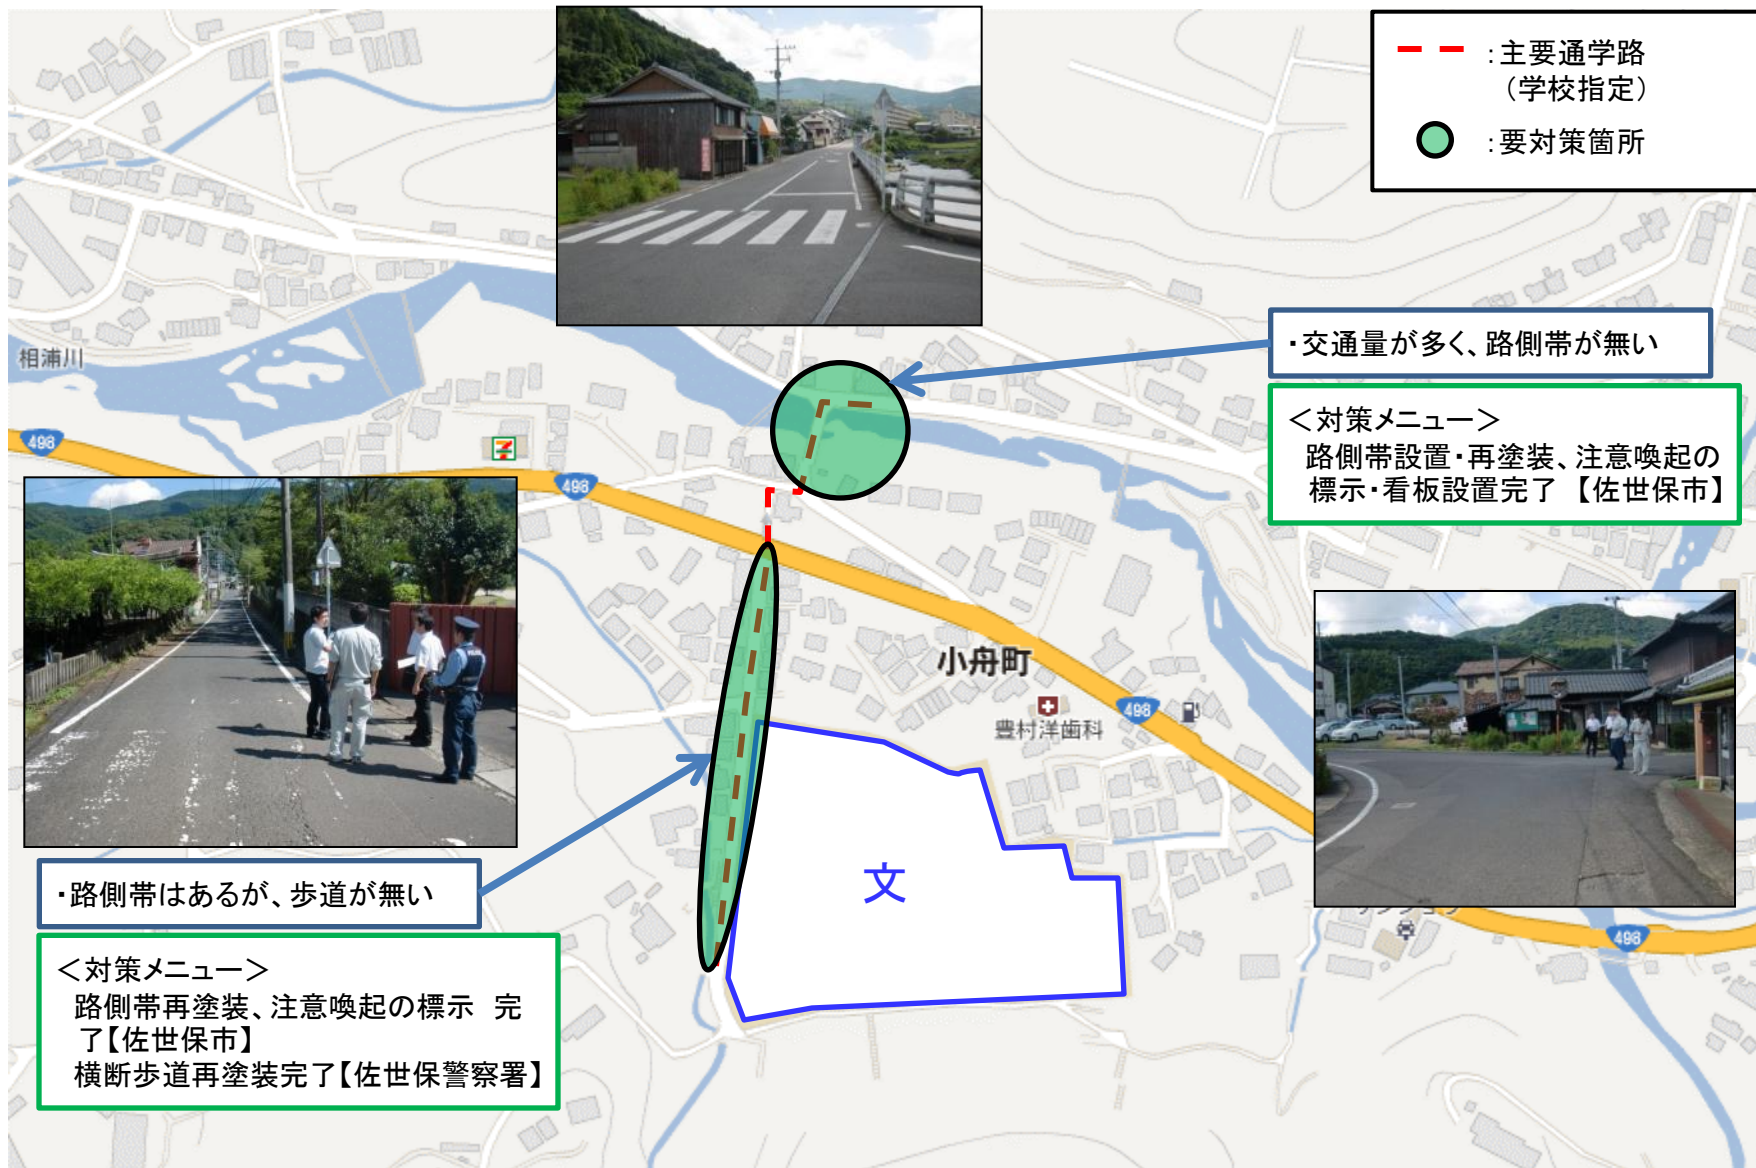 :主要通学路
（学校指定）
:要対策箇所
相浦川
・交通量が多く、路側帯が無い
＜対策メニュー＞
路側帯設置・再塗装、注意喚起の
標示・看板設置完了 【佐世保市】
498
498
小舟町
豊村洋歯科
498
文
・路側帯はあるが、歩道が無い
498
＜対策メニュー＞
路側帯再塗装、注意喚起の標示 完
了【佐世保市】
横断歩道再塗装完了【佐世保警察署】